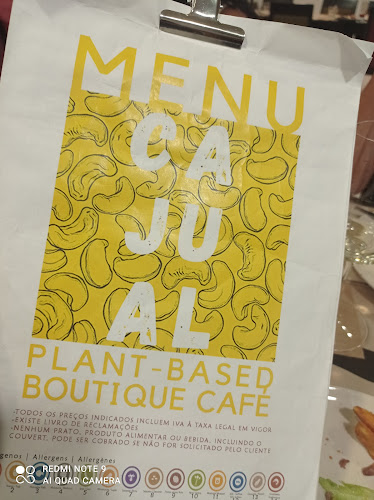 MENU
CA
JU
AL
PLANT-BASED
BOUTIQUE CAFÉ
•TODOS OS PREÇOS INDICADOS INCLUEM IVA À TAXA LEGAL EM VIGOR
•EXISTE LIVRO DE RECLAMAÇÕES
•NENHUM PRATO, PRODUTO ALIMENTAR OU BEBIDA, INCLUINDO O
COUVERT, PODE SER COBRADO SE NÃO FOR SOLICITADO PELO CLIENTE
genos | Allergens | Allergènes
REDMI NOTE 9
AI QUAD CAMERA